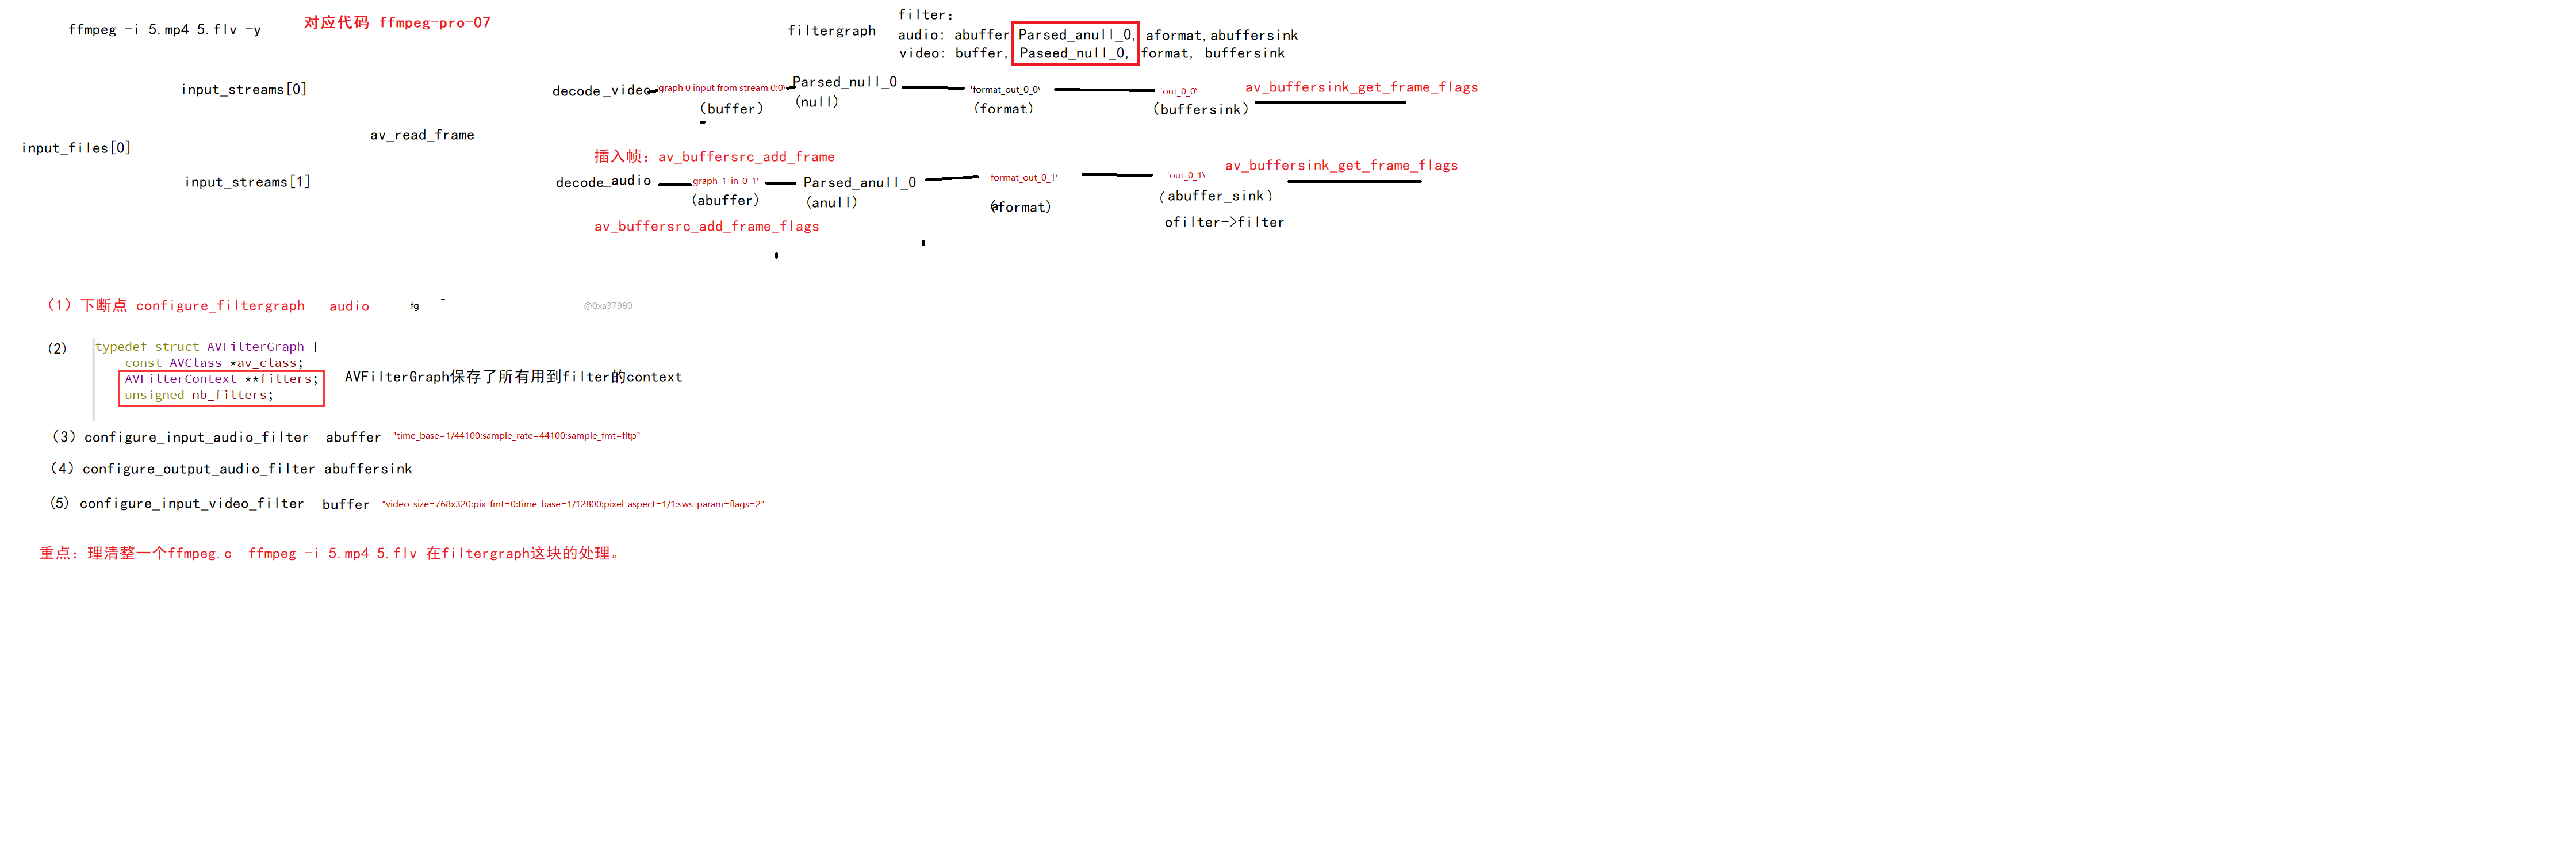 ffmpeg -i 5.mp4 5.flv -y
对应代码 ffmpeg-pro-07
filtergraph
filter:
audio: abuffer Parsed_anull_0, aformat,abuffersink
video: buffer, Paseed_null_0, format, buffersink
input_streams[0]
decode_video
graph 0 input from stream 0:0\
(buffer)
Parsed_null_0
(null)
'format_out_0_0\
(format)
'out_0_0\
(buffersink)
av_buffersink_get_frame_flags
av_read_frame
input_files[0]
input_streams[1]
插入帧: av_buffersrc_add_frame
decode_audio
graph_1_in_0_1'
(abuffer)
av_buffersrc_add_frame_flags
Parsed_anull_0
(anull)
format_out_0_1\
(aformat)
out_0_1\
(abuffer_sink)
ofilter->filter
av_buffersink_get_frame_flags
(1) 下断点 configure_filtergraph audio fg @0xa37980
(2)
typedef struct AVFilterGraph {
const AVClass *av_class;
AVFilterContext **filters;
unsigned nb_filters;
AVFilterGraph保存了所有用到filter的context
(3) configure_input_audio_filter abuffer "time_base=1/44100:sample_rate=44100:sample_fmt=fltp"
(4) configure_output_audio_filter abuffersink
(5) configure_input_video_filter buffer "video_size=768x320:pix_fmt=0:time_base=1/12800:pixel_aspect=1/1:sws_param=flags=2"
重点: 理清整一个ffmpeg.c ffmpeg -i 5.mp4 5.flv 在filtergraph这块的处理。